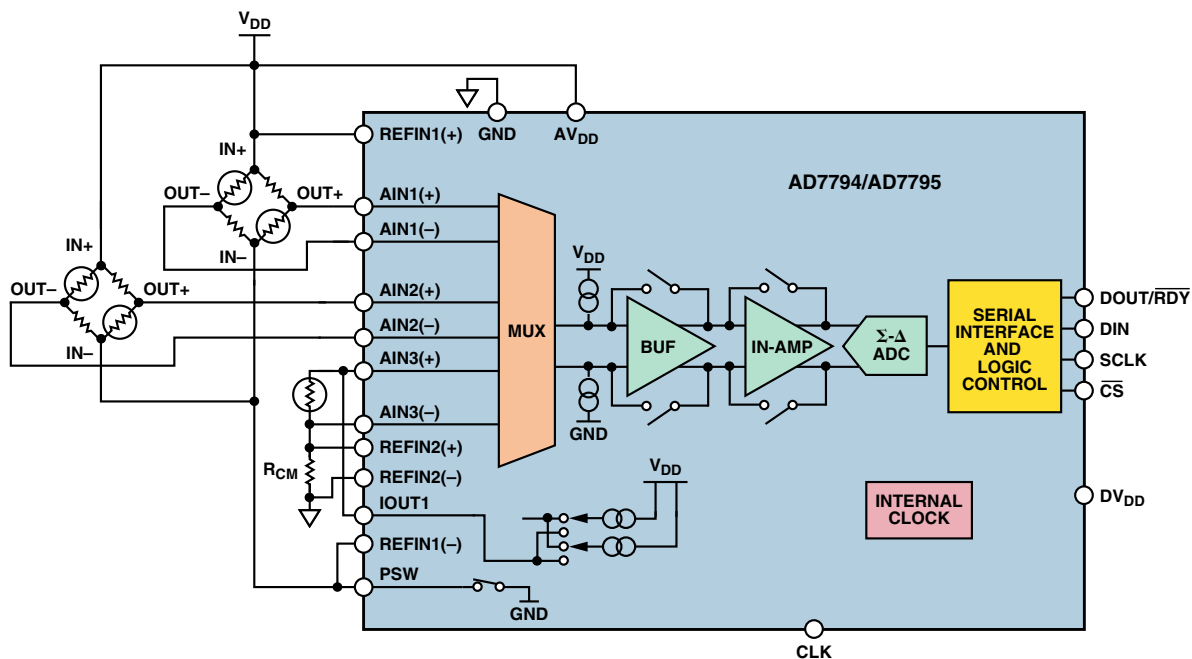 VDD
GND
AVDD
REFIN1(+)
IN+
OUT–
OUT+
IN–
AD7794/AD7795
AIN1(+)
AIN1(–)
IN+
OUT–
OUT+
IN–
AIN2(+)
AIN2(–)
AIN3(+)
AIN3(–)
REFIN2(+)
RCM
REFIN2(–)
IOUT1
REFIN1(–)
PSW
MUX
VDD
GND
BUF
IN-AMP
Σ-Δ
ADC
SERIAL
INTERFACE
AND
LOGIC
CONTROL
DOUT/RDY
DIN
SCLK
CS
VDD
INTERNAL
CLOCK
DVDD
GND
CLK